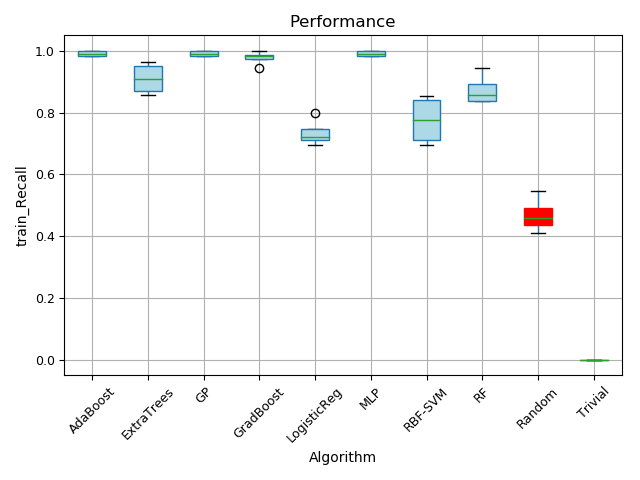 Performance
train_Recall
1.0
0.8
0.6
0.4
0.2
0.0
AdaBoost
ExtraTrees
GP
GradBoost
LogisticReg
MLP
RBF-SVM
RF
Random
Trivial
Algorithm